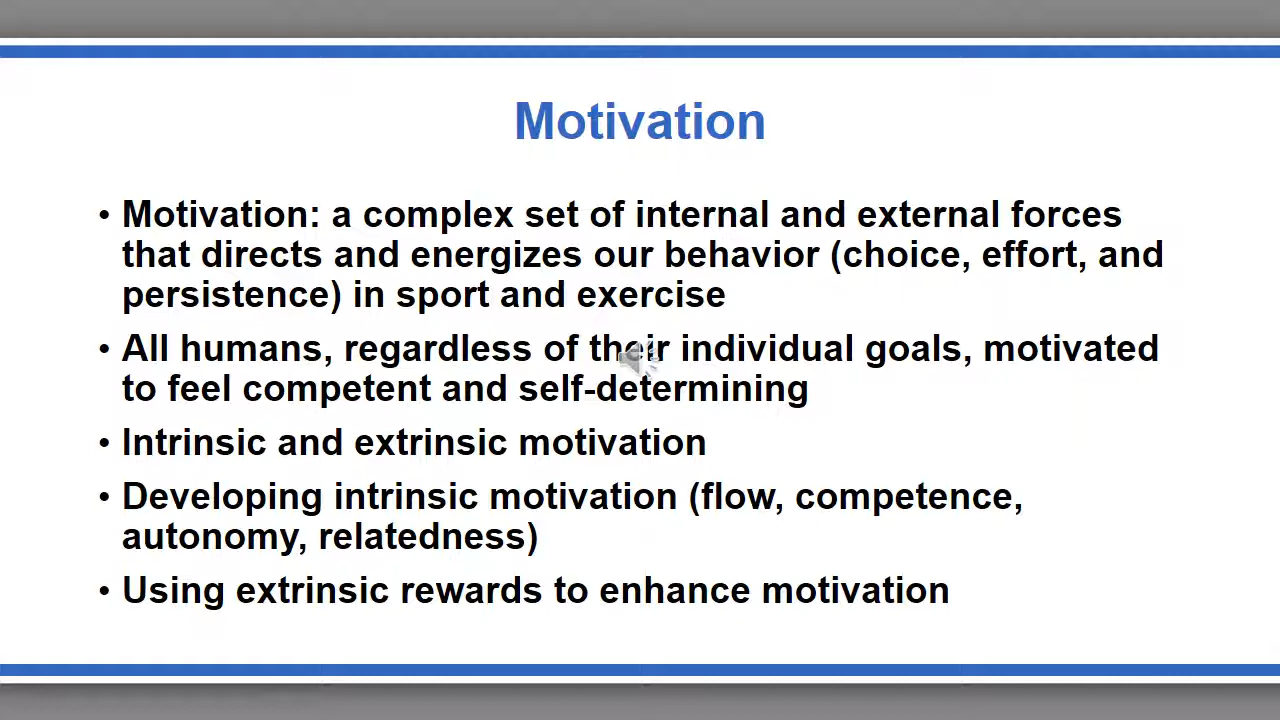 Motivation
• Motivation: a complex set of internal and external forces
that directs and energizes our behavior (choice, effort, and
persistence) in sport and exercise
• All humans, regardless of their individual goals, motivated
to feel competent and self-determining
• Intrinsic and extrinsic motivation
• Developing intrinsic motivation (flow, competence,
autonomy, relatedness)
• Using extrinsic rewards to enhance motivation